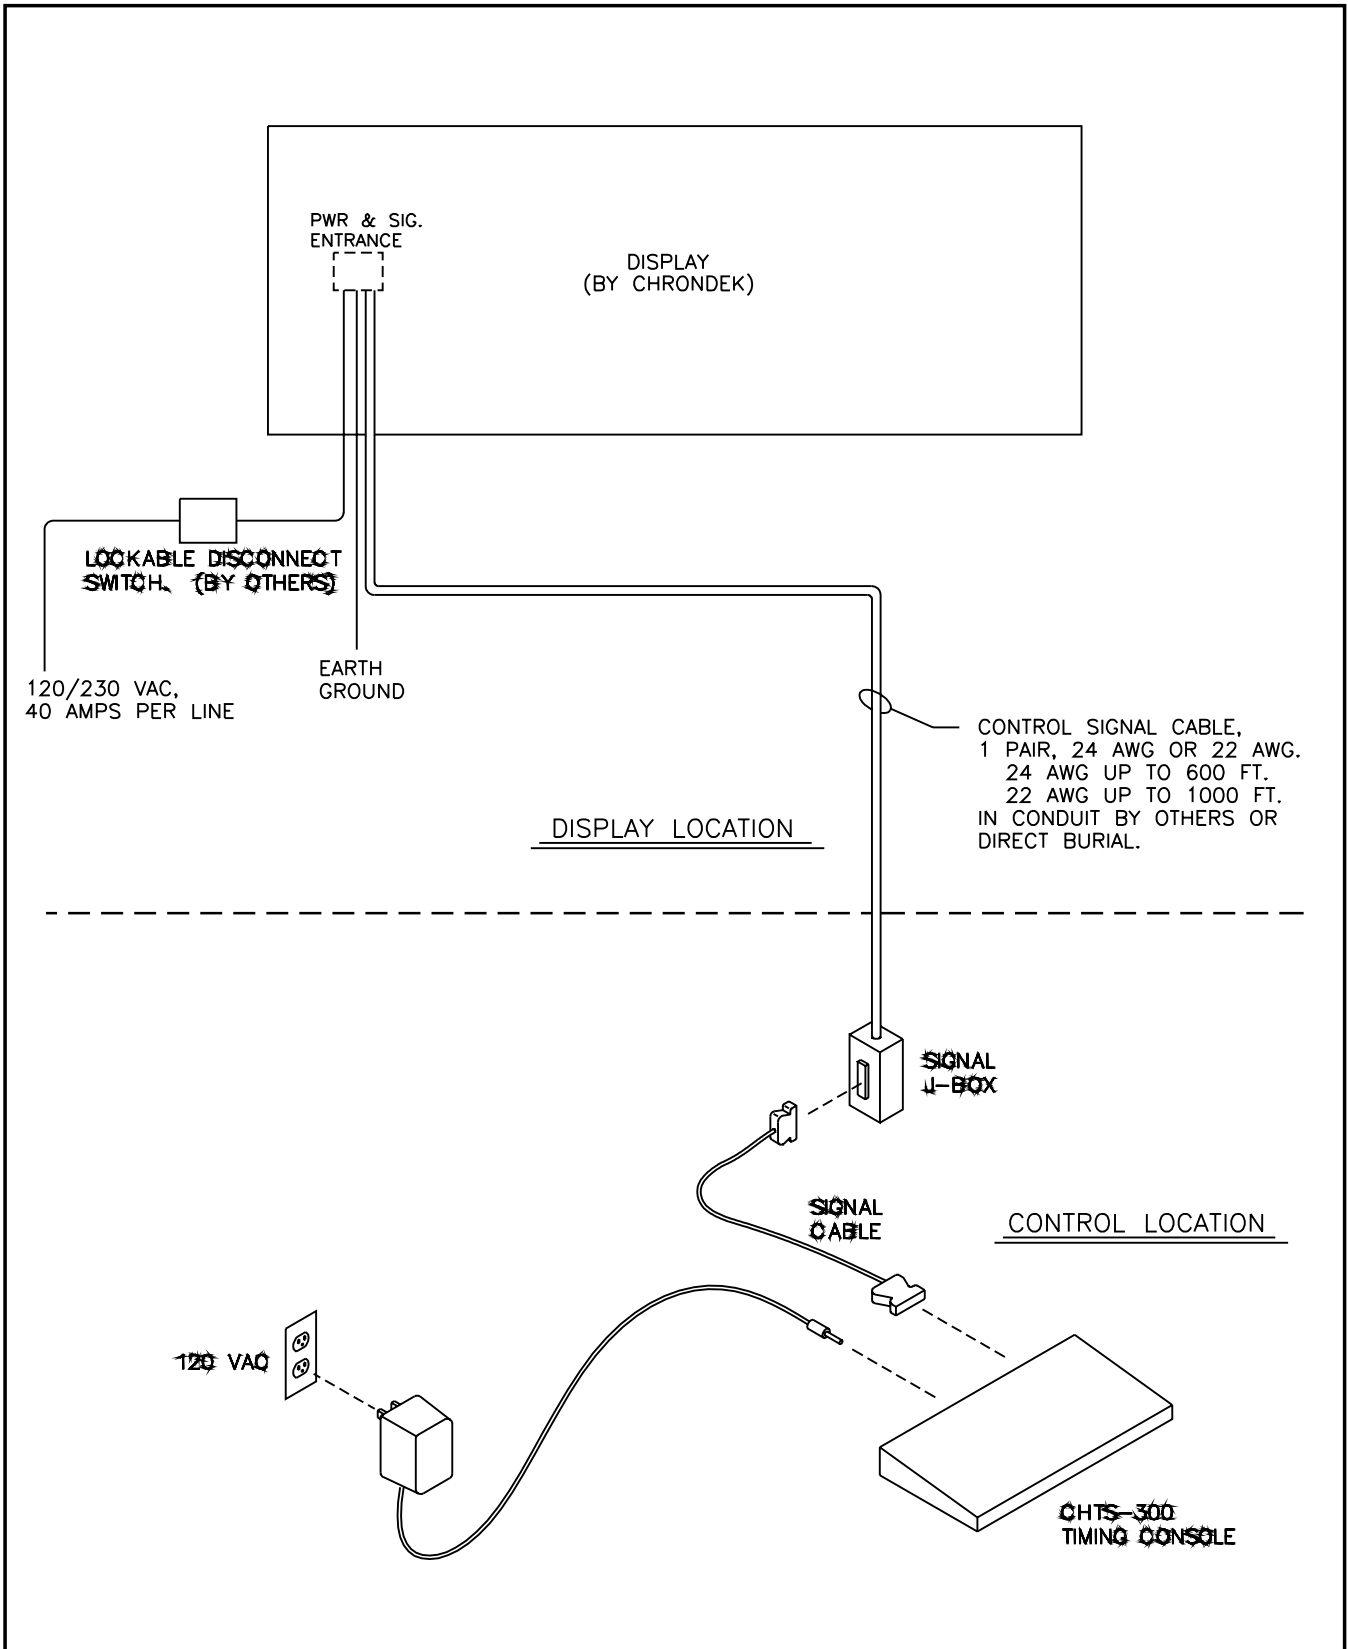 PWR & SIG.
ENTRANCE
DISPLAY
(BY CHRONDEK)
LOCKABLE DISCONNECT
SWITCH. (BY OTHERS)
EARTH
GROUND
120/230 VAC,
40 AMPS PER LINE
CONTROL SIGNAL CABLE,
1 PAIR, 24 AWG OR 22 AWG.
24 AWG UP TO 600 FT.
22 AWG UP TO 1000 FT.
IN CONDUIT BY OTHERS OR
DIRECT BURIAL.
DISPLAY LOCATION
SIGNAL
J-BOX
SIGNAL
CABLE
CONTROL LOCATION
120 VAC
CHTS-300
TIMING CONSOLE